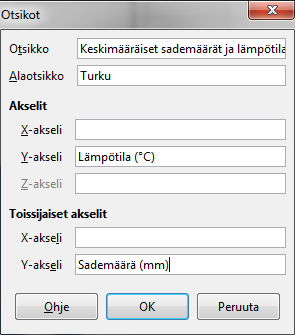 Otsikot
Otsikko Keskimääräiset sademäärät ja lämpötila
Alaotsikko Turku
Akselit
X-akseli
Y-akseli Lämpötila (°C)
Z-akseli
Toissijaiset akselit
X-akseli
Y-akseli Sademäärä (mm)
Ohje OK Peruuta